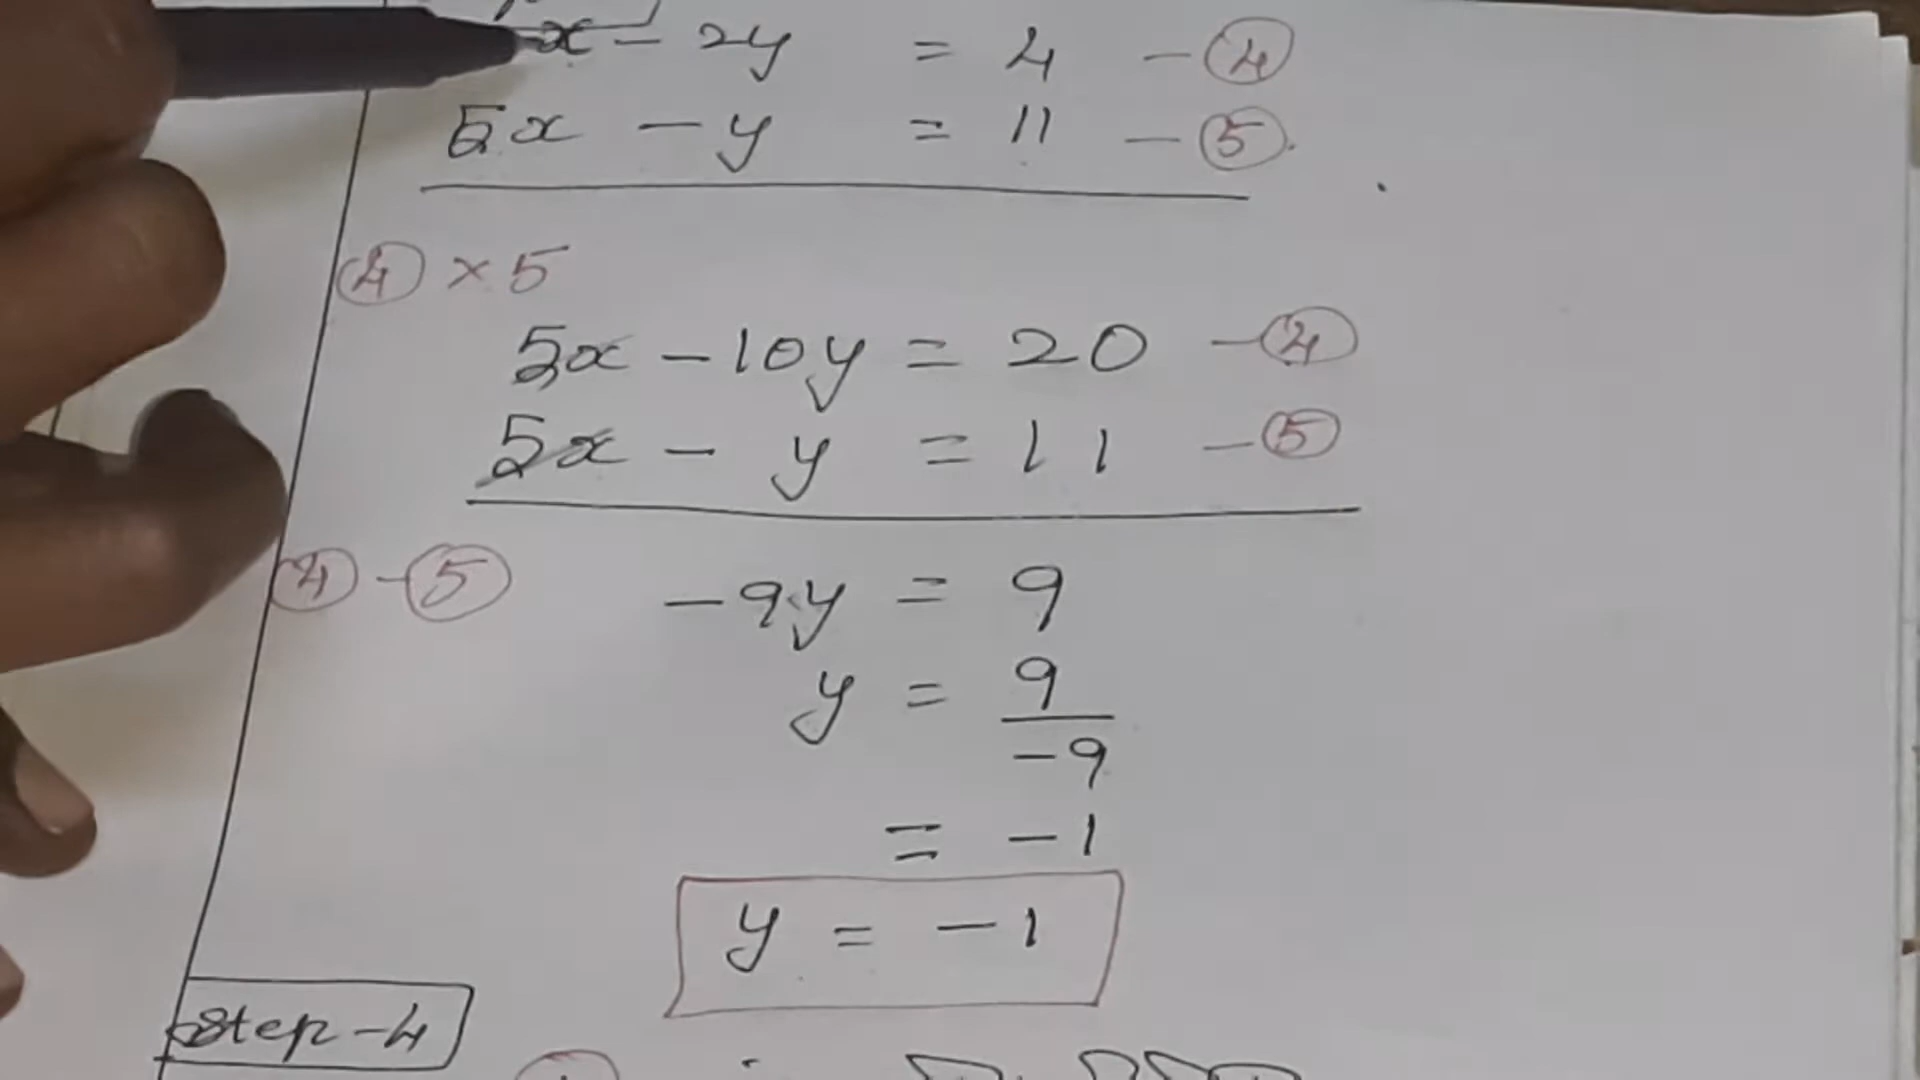 x - 2y = 4 - ④
5x - y = 11 - ⑤
④ × 5
5x - 10y = 20 - ④
5x - y = 11 - ⑤
④ - ⑤ -9y = 9
y = 9/-9
= -1
y = -1
Step-4